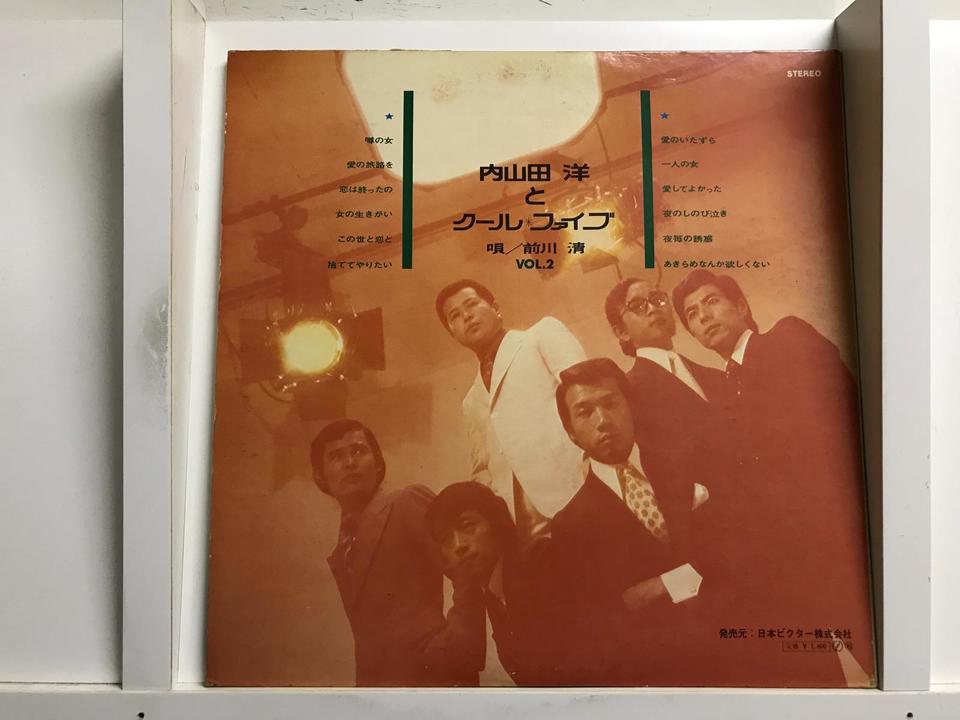 STEREO
★
噂の女
愛の旅路を
恋は終ったの
女の生きがい
この世と恋と
捨ててやりたい
内山田 洋
と
クール・ファイブ
唄／前川 清
VOL.2
★
愛のいたずら
一人の女
愛してよかった
夜のしのび泣き
夜毎の誘惑
あきらめなんか欲しくない
発売元：日本ビクター株式会社
定価 ¥1,800